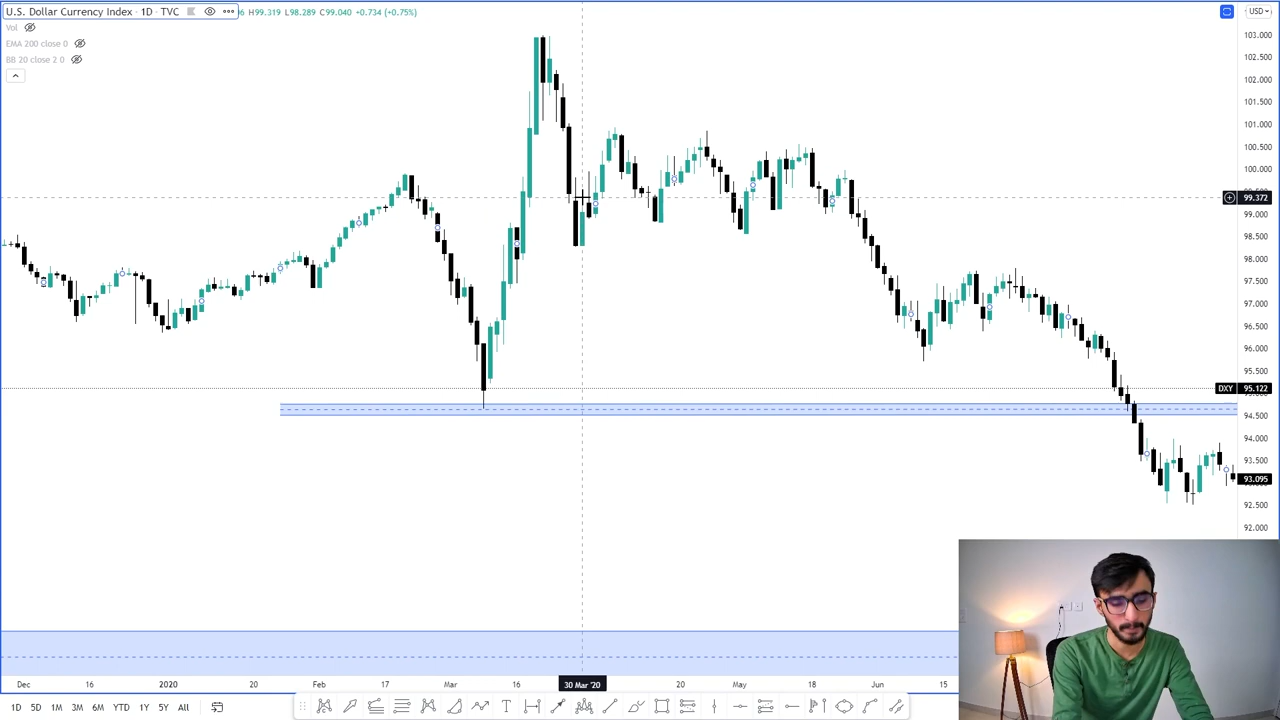 U.S. Dollar Currency Index · 1D · TVC H99.319 L98.289 C99.040 +0.734 (+0.75%)
Vol
EMA 200 close 0
BB 20 close 2 0
USD
103.000
102.500
102.000
101.500
101.000
100.500
100.000
99.372
99.000
98.500
98.000
97.500
97.000
96.500
96.000
95.500
DXY 95.122
94.500
94.000
93.500
93.095
92.500
92.000
Dec 16 2020 20 Feb 17 Mar 16 30 Mar '20 20 May 18 Jun 15
1D 5D 1M 3M 6M YTD 1Y 5Y All